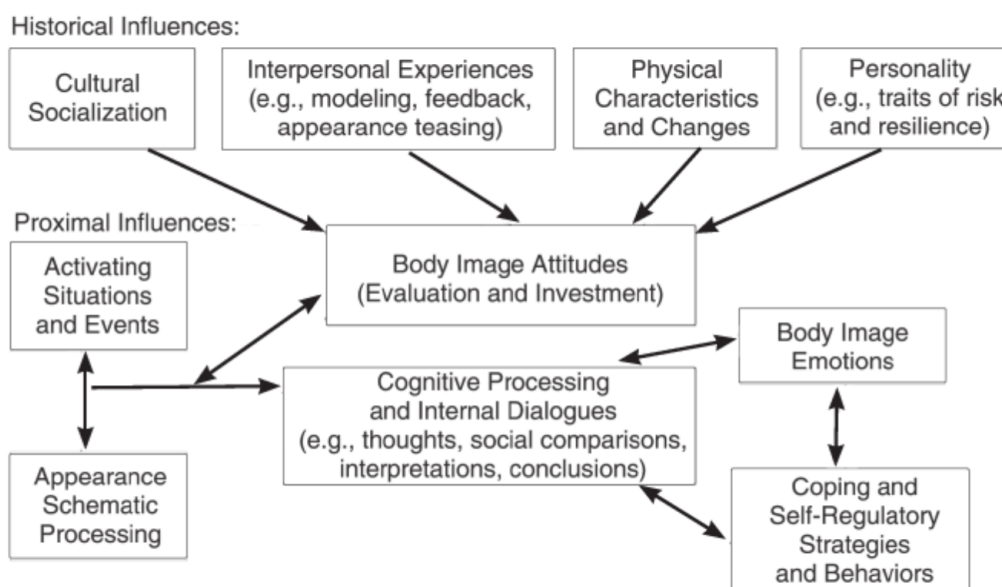 Historical Influences:
Cultural
Socialization
Interpersonal Experiences
(e.g., modeling, feedback,
appearance teasing)
Physical
Characteristics
and Changes
Personality
(e.g., traits of risk
and resilience)
Proximal Influences:
Activating
Situations
and Events
Body Image Attitudes
(Evaluation and Investment)
Body Image
Emotions
Cognitive Processing
and Internal Dialogues
(e.g., thoughts, social comparisons,
interpretations, conclusions)
Appearance
Schematic
Processing
Coping and
Self-Regulatory
Strategies
and Behaviors